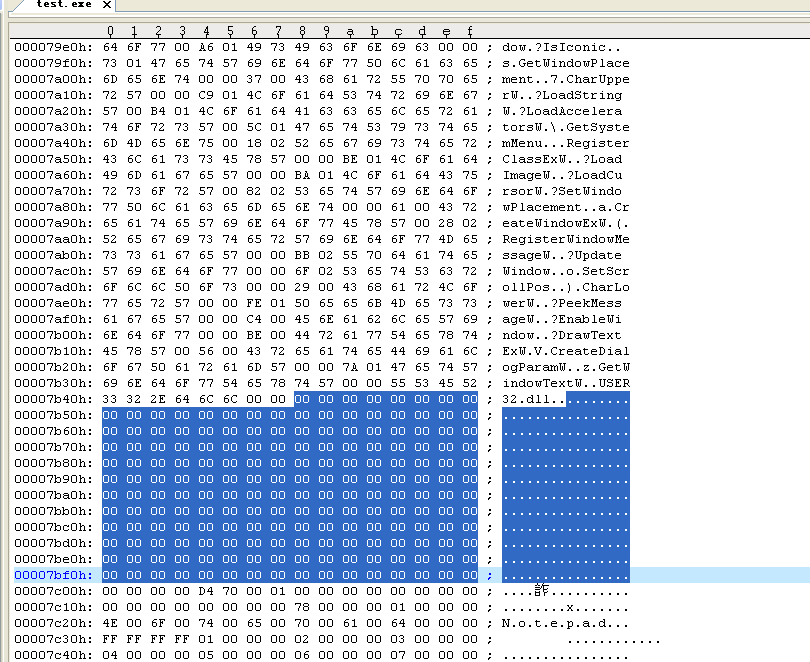 test.exe
0 1 2 3 4 5 6 7 8 9 a b c d e f
000079e0h: 64 6F 77 00 A6 01 49 73 49 63 6F 6E 69 63 00 00 ; dow.?IsIconic..
000079f0h: 73 01 47 65 74 57 69 6E 64 6F 77 50 6C 61 63 65 ; s.GetWindowPlace
00007a00h: 6D 65 6E 74 00 00 37 00 43 68 61 72 55 70 70 65 ; ment..7.CharUppe
00007a10h: 72 57 00 00 C9 01 4C 6F 61 64 53 74 72 69 6E 67 ; rW..?LoadString
00007a20h: 57 00 B4 01 4C 6F 61 64 41 63 63 65 6C 65 72 61 ; W.?LoadAccelera
00007a30h: 74 6F 72 73 57 00 5C 01 47 65 74 53 79 73 74 65 ; torsW.\.GetSyste
00007a40h: 6D 4D 65 6E 75 00 18 02 52 65 67 69 73 74 65 72 ; mMenu...Register
00007a50h: 43 6C 61 73 73 45 78 57 00 00 BE 01 4C 6F 61 64 ; ClassExW..?Load
00007a60h: 49 6D 61 67 65 57 00 00 BA 01 4C 6F 61 64 43 75 ; ImageW..?LoadCu
00007a70h: 72 73 6F 72 57 00 82 02 53 65 74 57 69 6E 64 6F ; rsorW.?SetWindo
00007a80h: 77 50 6C 61 63 65 6D 65 6E 74 00 00 61 00 43 72 ; wPlacement..a.Cr
00007a90h: 65 61 74 65 57 69 6E 64 6F 77 45 78 57 00 28 02 ; eateWindowExW.(.
00007aa0h: 52 65 67 69 73 74 65 72 57 69 6E 64 6F 77 4D 65 ; RegisterWindowMe
00007ab0h: 73 73 61 67 65 57 00 00 BB 02 55 70 64 61 74 65 ; ssageW..?Update
00007ac0h: 57 69 6E 64 6F 77 00 00 6F 02 53 65 74 53 63 72 ; Window..o.SetScr
00007ad0h: 6F 6C 6C 50 6F 73 00 00 29 00 43 68 61 72 4C 6F ; ollPos..).CharLo
00007ae0h: 77 65 72 57 00 00 FE 01 50 65 65 6B 4D 65 73 73 ; werW..?PeekMess
00007af0h: 61 67 65 57 00 00 C4 00 45 6E 61 62 6C 65 57 69 ; ageW..?EnableWi
00007b00h: 6E 64 6F 77 00 00 BE 00 44 72 61 77 54 65 78 74 ; ndow..?DrawText
00007b10h: 45 78 57 00 56 00 43 72 65 61 74 65 44 69 61 6C ; ExW.V.CreateDial
00007b20h: 6F 67 50 61 72 61 6D 57 00 00 7A 01 47 65 74 57 ; ogParamW..z.GetW
00007b30h: 69 6E 64 6F 77 54 65 78 74 57 00 00 55 53 45 52 ; indowTextW..USER
00007b40h: 33 32 2E 64 6C 6C 00 00 00 00 00 00 00 00 00 00 ; 32.dll..........
00007b50h: 00 00 00 00 00 00 00 00 00 00 00 00 00 00 00 00 ; ................
00007b60h: 00 00 00 00 00 00 00 00 00 00 00 00 00 00 00 00 ; ................
00007b70h: 00 00 00 00 00 00 00 00 00 00 00 00 00 00 00 00 ; ................
00007b80h: 00 00 00 00 00 00 00 00 00 00 00 00 00 00 00 00 ; ................
00007b90h: 00 00 00 00 00 00 00 00 00 00 00 00 00 00 00 00 ; ................
00007ba0h: 00 00 00 00 00 00 00 00 00 00 00 00 00 00 00 00 ; ................
00007bb0h: 00 00 00 00 00 00 00 00 00 00 00 00 00 00 00 00 ; ................
00007bc0h: 00 00 00 00 00 00 00 00 00 00 00 00 00 00 00 00 ; ................
00007bd0h: 00 00 00 00 00 00 00 00 00 00 00 00 00 00 00 00 ; ................
00007be0h: 00 00 00 00 00 00 00 00 00 00 00 00 00 00 00 00 ; ................
00007bf0h: 00 00 00 00 00 00 00 00 00 00 00 00 00 00 00 00 ; ................
00007c00h: 00 00 00 00 D4 70 00 01 00 00 00 00 00 00 00 00 ; ....詐..........
00007c10h: 00 00 00 00 00 00 00 00 78 00 00 00 01 00 00 00 ; ........x.......
00007c20h: 4E 00 6F 00 74 00 65 00 70 00 61 00 64 00 00 00 ; N.o.t.e.p.a.d...
00007c30h: FF FF FF FF 01 00 00 00 02 00 00 00 03 00 00 00 ; ............
00007c40h: 04 00 00 00 05 00 00 00 06 00 00 00 07 00 00 00 ; ................